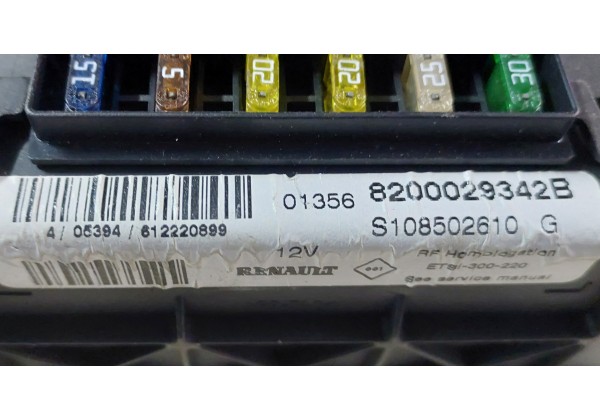 15 5 20 20 25 30
01356 8200029342B
4 / 05394 / 612220899
S108502610 G
12V
RF Homologation
RENAULT 001 ETSI-300-220
See service manual